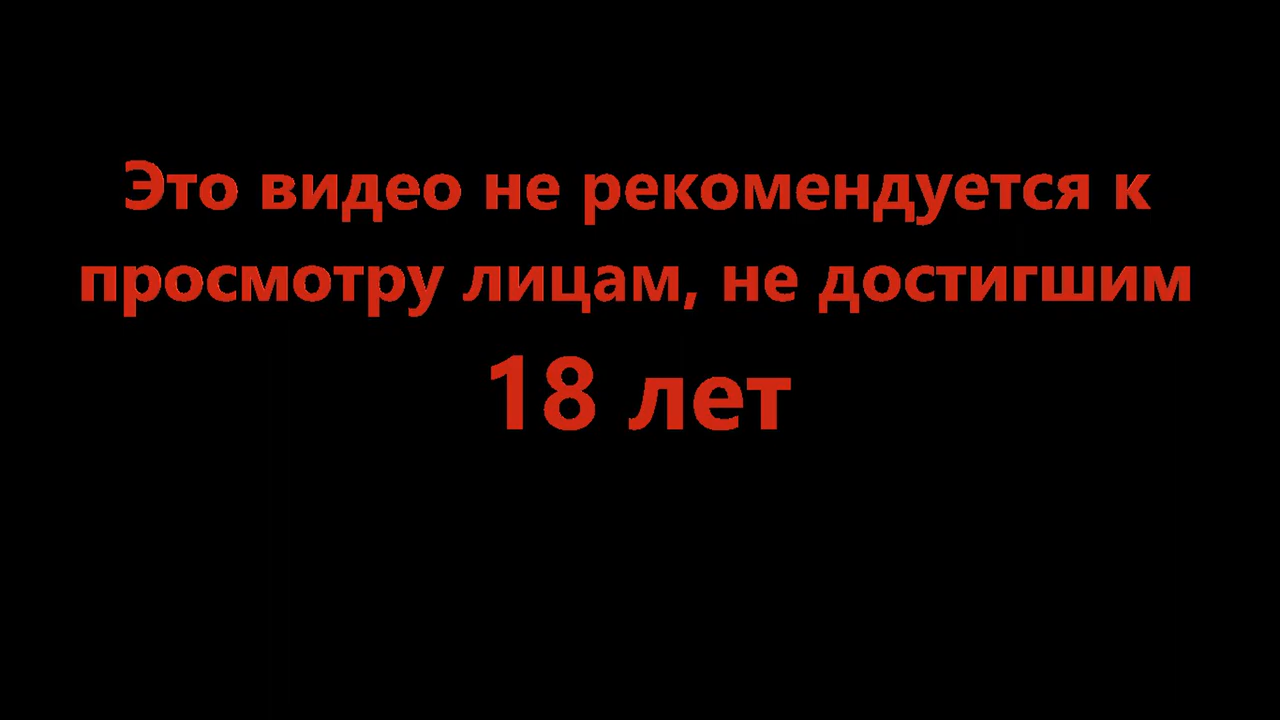 Это видео не рекомендуется к
просмотру лицам, не достигшим
18 лет